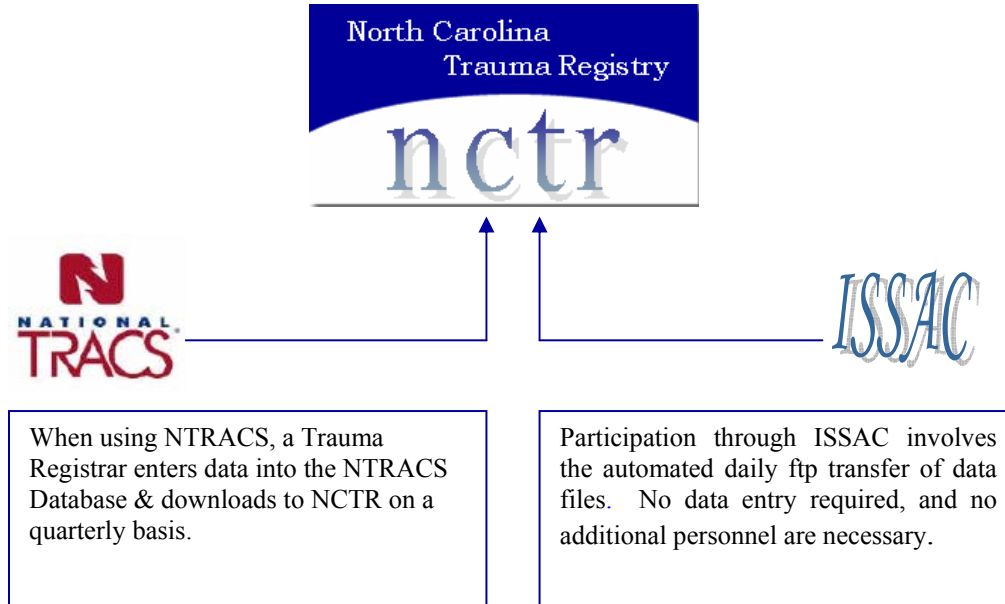 North Carolina
Trauma Registry
nctr
N
NATIONAL
TRACS
ISSAC
When using NTRACS, a Trauma
Registrar enters data into the NTRACS
Database & downloads to NCTR on a
quarterly basis.
Participation through ISSAC involves
the automated daily ftp transfer of data
files. No data entry required, and no
additional personnel are necessary.